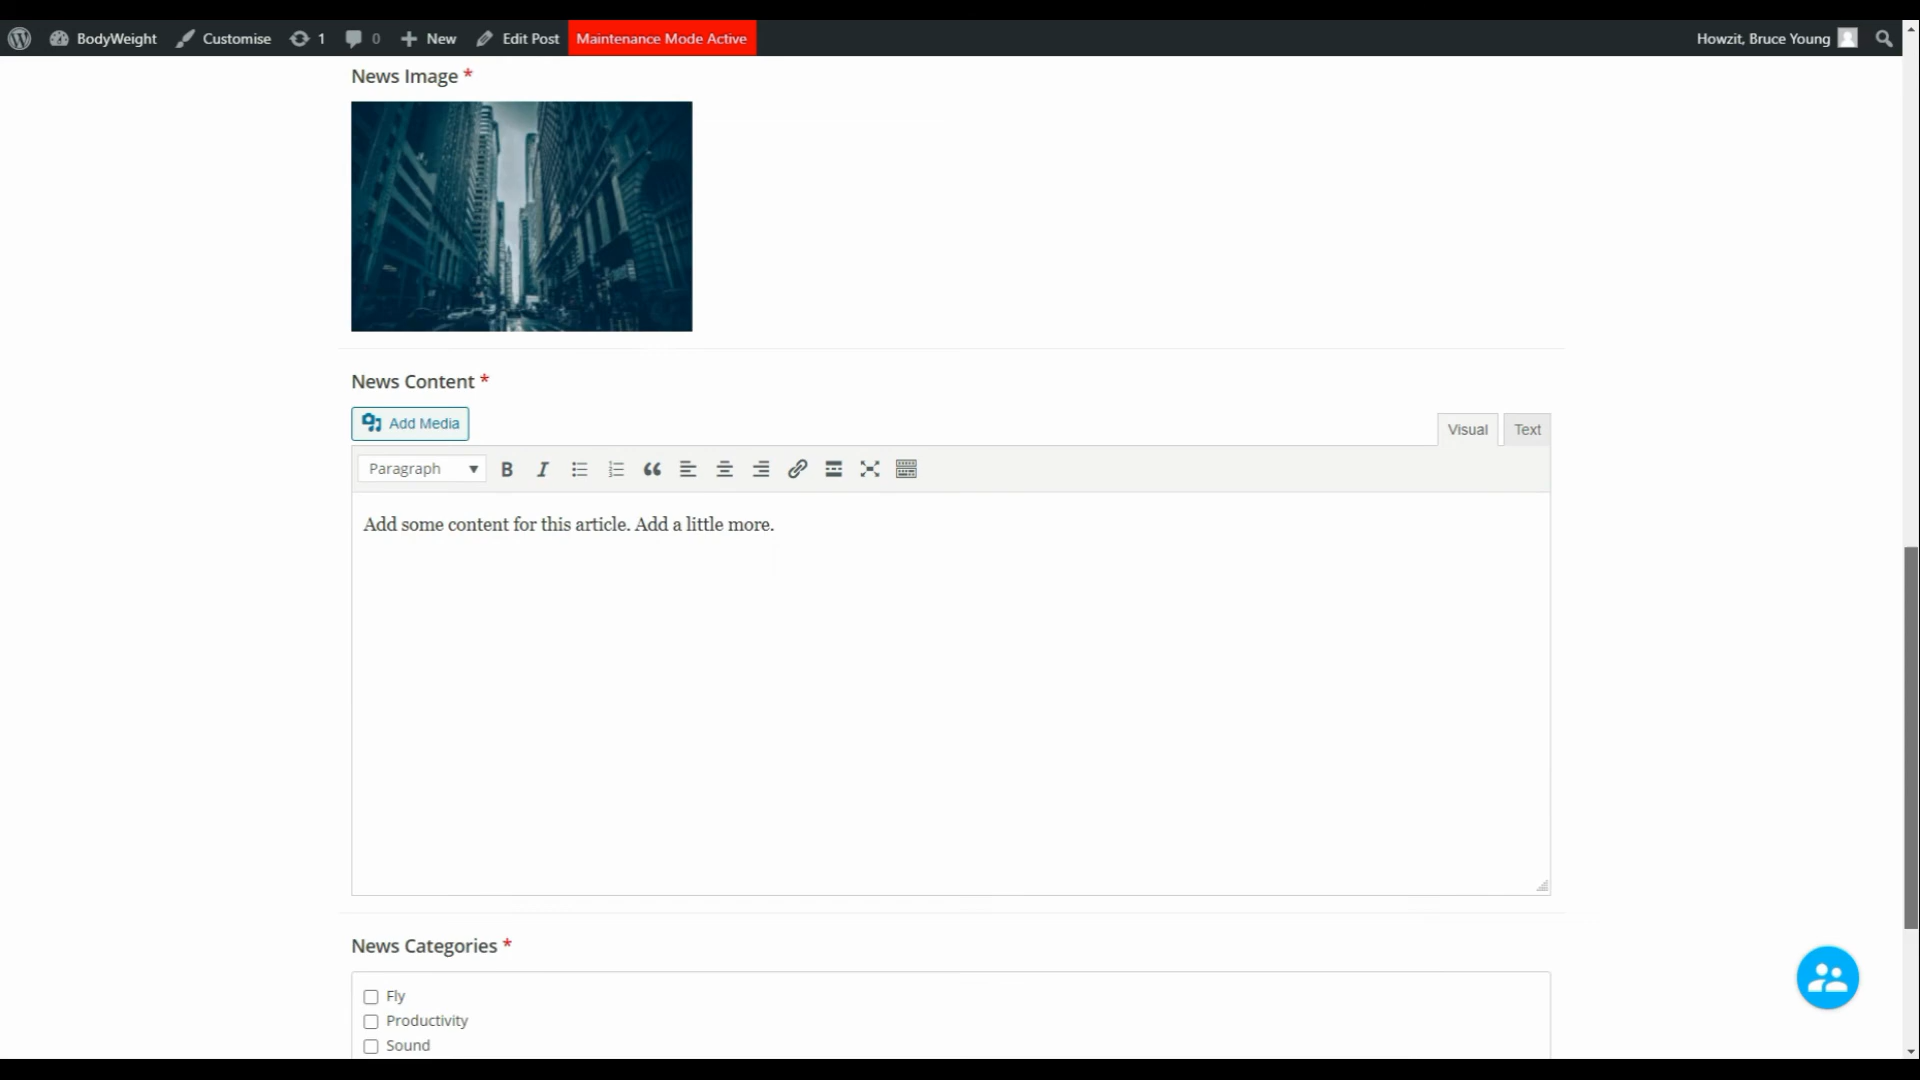 BodyWeight Customise 1 0 New Edit Post Maintenance Mode Active Howzit, Bruce Young
News Image *
News Content *
Add Media
Visual Text
Paragraph
Add some content for this article. Add a little more.
News Categories *
Fly
Productivity
Sound